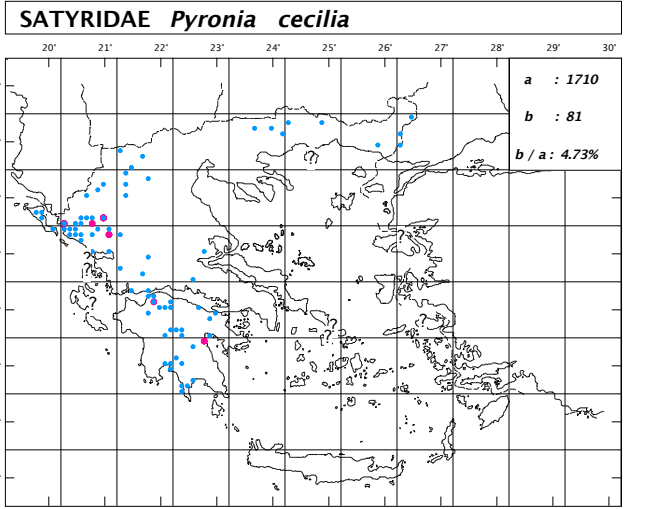 SATYRIDAE Pyronia cecilia
20˚ 21˚ 22˚ 23˚ 24˚ 25˚ 26˚ 27˚ 28˚ 29˚ 30˚
a : 1710
b : 81
b / a : 4.73%
?
?
?
?
?
?
?